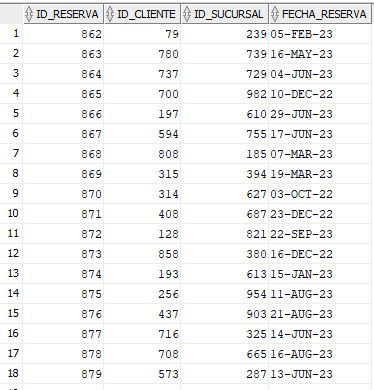 ID_RESERVA ID_CLIENTE ID_SUCURSAL FECHA_RESERVA
1 862 79 239 05-FEB-23
2 863 780 739 16-MAY-23
3 864 737 729 04-JUN-23
4 865 700 982 10-DEC-22
5 866 197 610 29-JUN-23
6 867 594 755 17-JUN-23
7 868 808 185 07-MAR-23
8 869 315 394 19-MAR-23
9 870 314 627 03-OCT-22
10 871 408 687 23-DEC-22
11 872 128 821 22-SEP-23
12 873 858 380 16-DEC-22
13 874 193 613 15-JAN-23
14 875 256 954 11-AUG-23
15 876 437 903 21-AUG-23
16 877 716 325 14-JUN-23
17 878 708 665 16-AUG-23
18 879 573 287 13-JUN-23